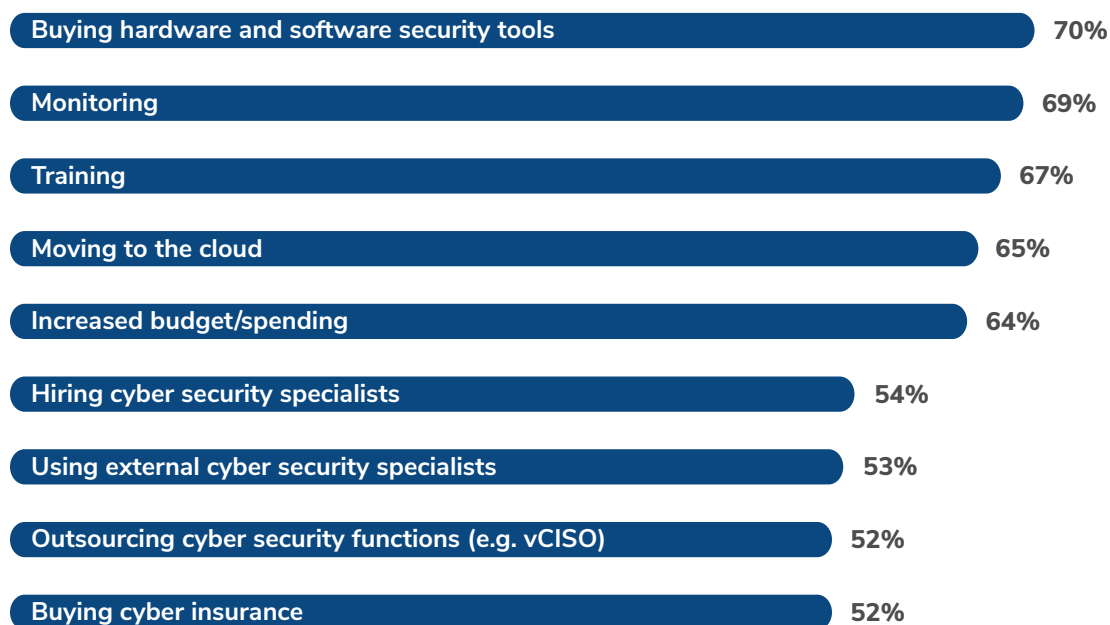 Buying hardware and software security tools 70%
Monitoring 69%
Training 67%
Moving to the cloud 65%
Increased budget/spending 64%
Hiring cyber security specialists 54%
Using external cyber security specialists 53%
Outsourcing cyber security functions (e.g. vCISO) 52%
Buying cyber insurance 52%